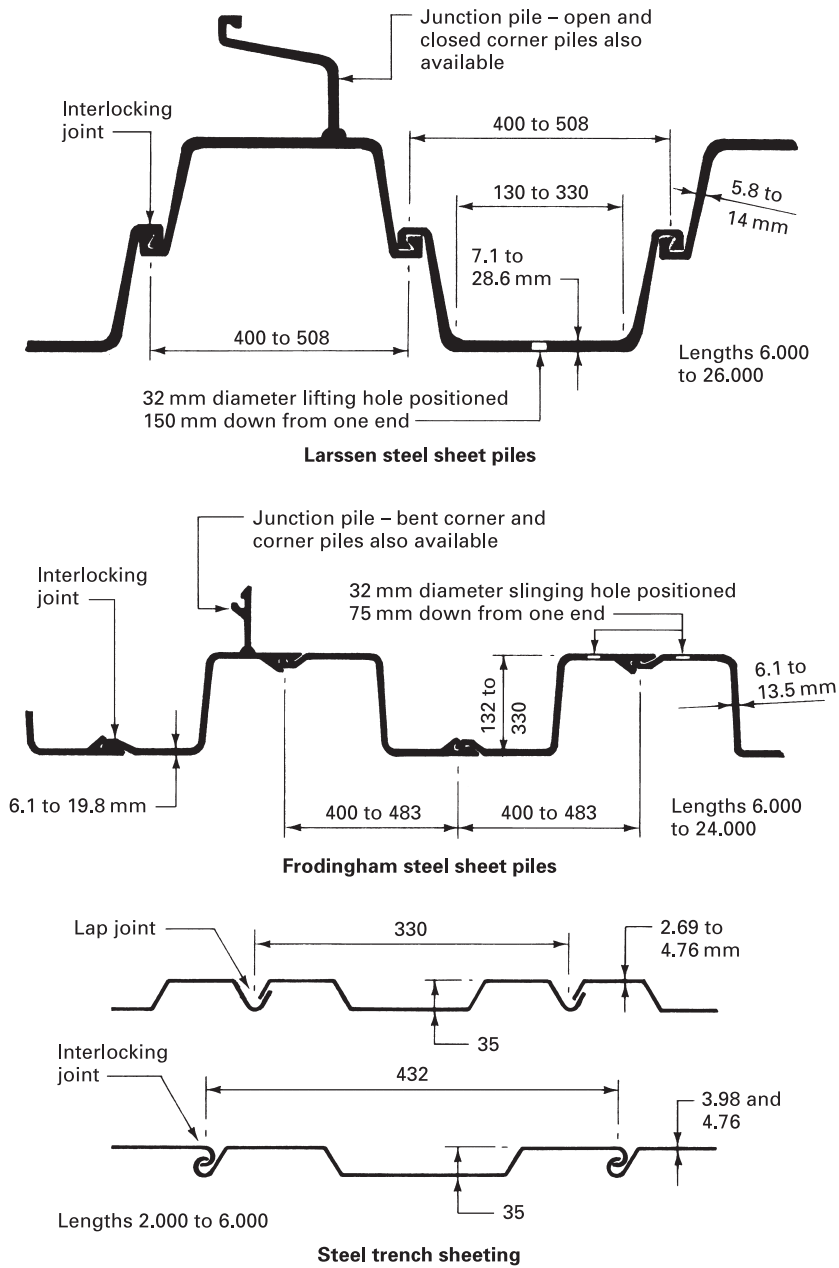 Junction pile – open and
closed corner piles also
available
Interlocking
joint
400 to 508
130 to 330
5.8 to
14 mm
7.1 to
28.6 mm
400 to 508
Lengths 6.000
to 26.000
32 mm diameter lifting hole positioned
150 mm down from one end
Larssen steel sheet piles
Junction pile – bent corner and
corner piles also available
Interlocking
joint
32 mm diameter slinging hole positioned
75 mm down from one end
132 to
330
6.1 to
13.5 mm
6.1 to 19.8 mm
400 to 483
400 to 483
Lengths 6.000
to 24.000
Frodingham steel sheet piles
Lap joint
330
2.69 to
4.76 mm
35
Interlocking
joint
432
3.98 and
4.76
35
Lengths 2.000 to 6.000
Steel trench sheeting